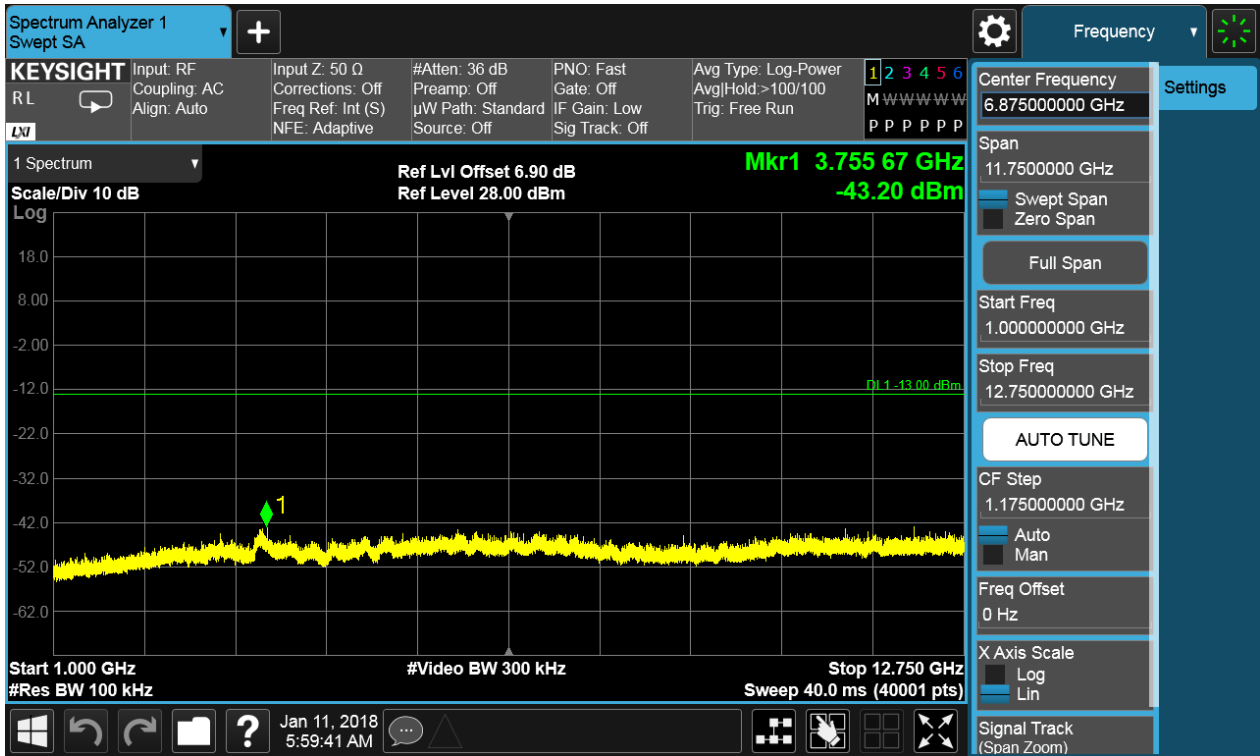 Spectrum Analyzer 1
Swept SA
+
Frequency
KEYSIGHT
RL
LXI
Input: RF
Coupling: AC
Align: Auto
Input Z: 50 Ω
Corrections: Off
Freq Ref: Int (S)
NFE: Adaptive
#Atten: 36 dB
Preamp: Off
µW Path: Standard
Source: Off
PNO: Fast
Gate: Off
IF Gain: Low
Sig Track: Off
Avg Type: Log-Power
Avg|Hold:>100/100
Trig: Free Run
1 2 3 4 5 6
M W W W W W
P P P P P P
1 Spectrum
Scale/Div 10 dB
Log
Ref Lvl Offset 6.90 dB
Ref Level 28.00 dBm
Mkr1 3.755 67 GHz
-43.20 dBm
18.0
8.00
-2.00
-12.0
-22.0
-32.0
-42.0
-52.0
-62.0
DL1 -13.00 dBm
1
Start 1.000 GHz
#Res BW 100 kHz
#Video BW 300 kHz
Stop 12.750 GHz
Sweep 40.0 ms (40001 pts)
Center Frequency
6.875000000 GHz
Span
11.7500000 GHz
Swept Span
Zero Span
Full Span
Start Freq
1.000000000 GHz
Stop Freq
12.750000000 GHz
AUTO TUNE
CF Step
1.175000000 GHz
Auto
Man
Freq Offset
0 Hz
X Axis Scale
Log
Lin
Signal Track
(Span Zoom)
Settings
?
Jan 11, 2018
5:59:41 AM